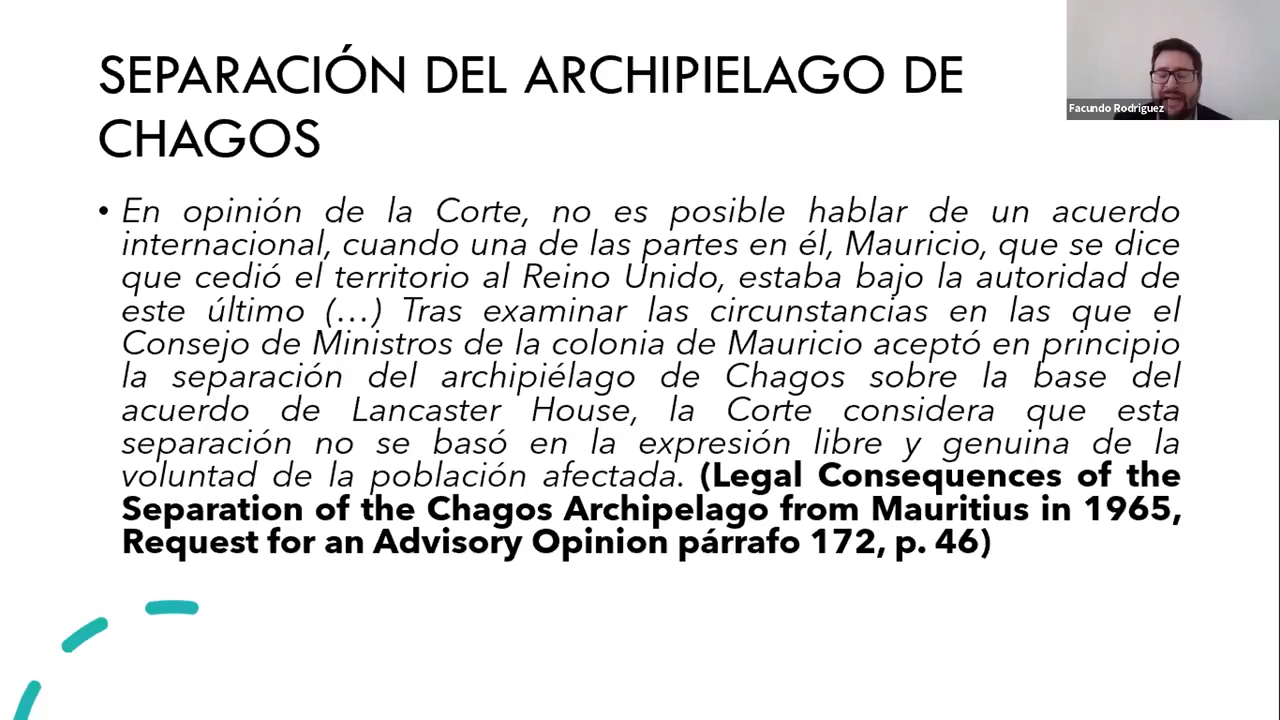 SEPARACIÓN DEL ARCHIPIELAGO DE
CHAGOS
Facundo Rodriguez
• En opinión de la Corte, no es posible hablar de un acuerdo
internacional, cuando una de las partes en él, Mauricio, que se dice
que cedió el territorio al Reino Unido, estaba bajo la autoridad de
este último (...) Tras examinar las circunstancias en las que el
Consejo de Ministros de la colonia de Mauricio aceptó en principio
la separación del archipiélago de Chagos sobre la base del
acuerdo de Lancaster House, la Corte considera que esta
separación no se basó en la expresión libre y genuina de la
voluntad de la población afectada. (Legal Consequences of the
Separation of the Chagos Archipelago from Mauritius in 1965,
Request for an Advisory Opinion párrafo 172, p. 46)